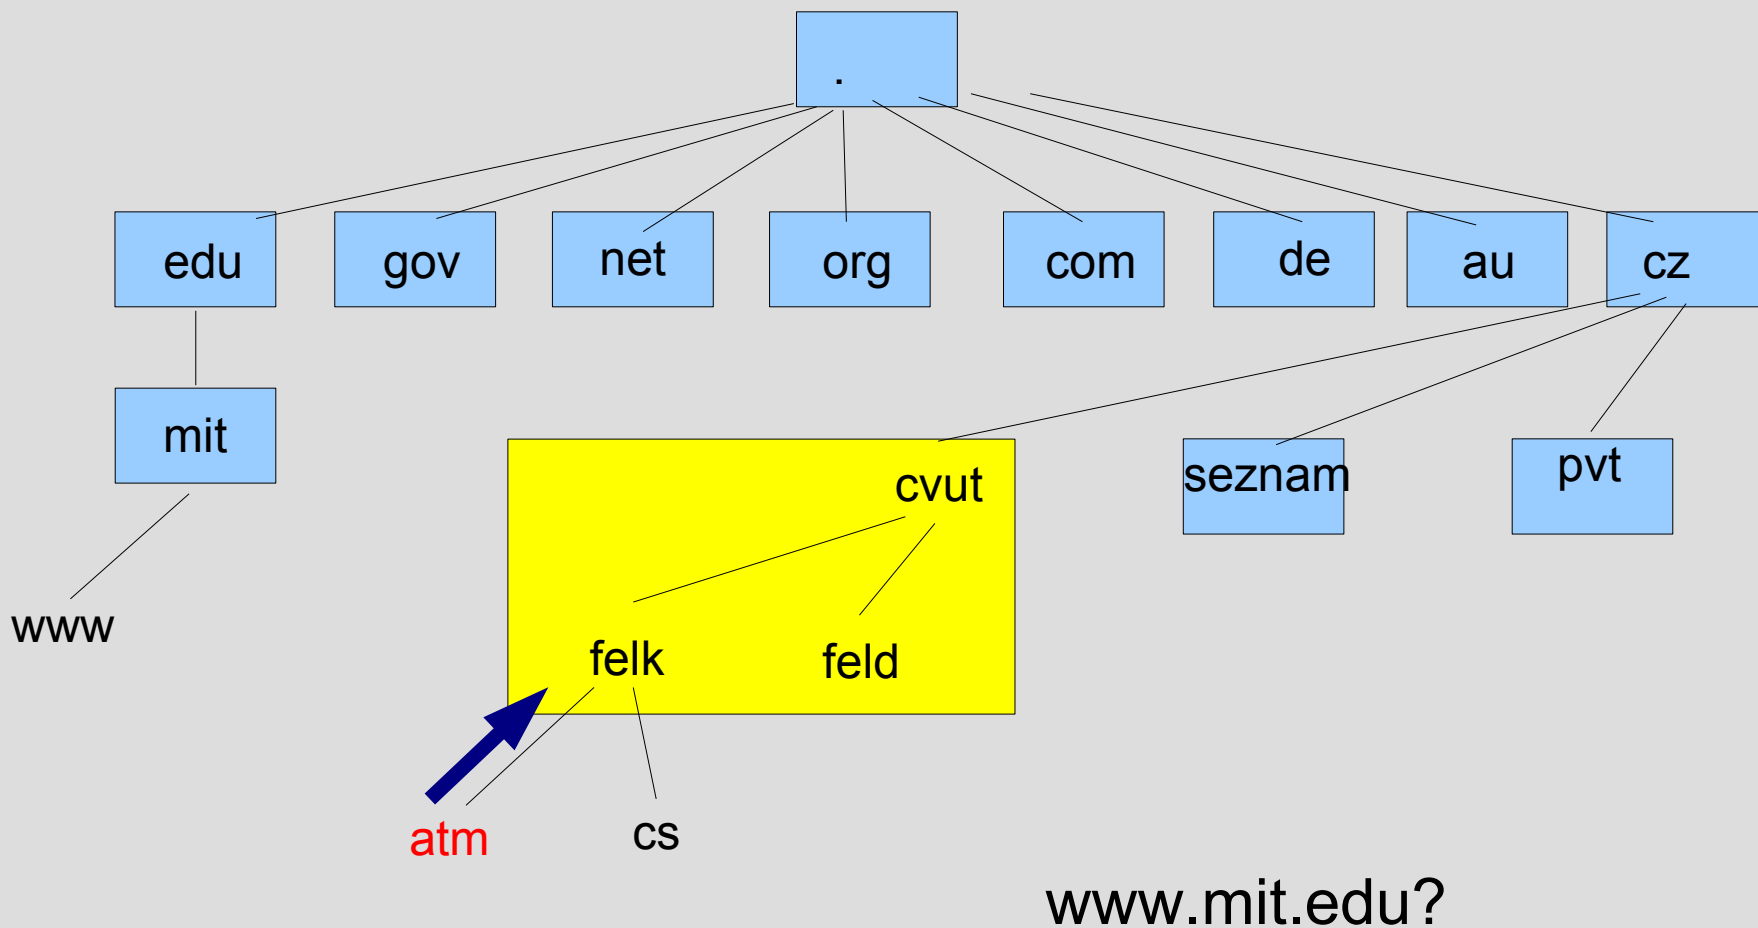 .
edu gov net org com de au cz
mit
cvut seznam pvt
www
felk feld
atm cs
www.mit.edu?